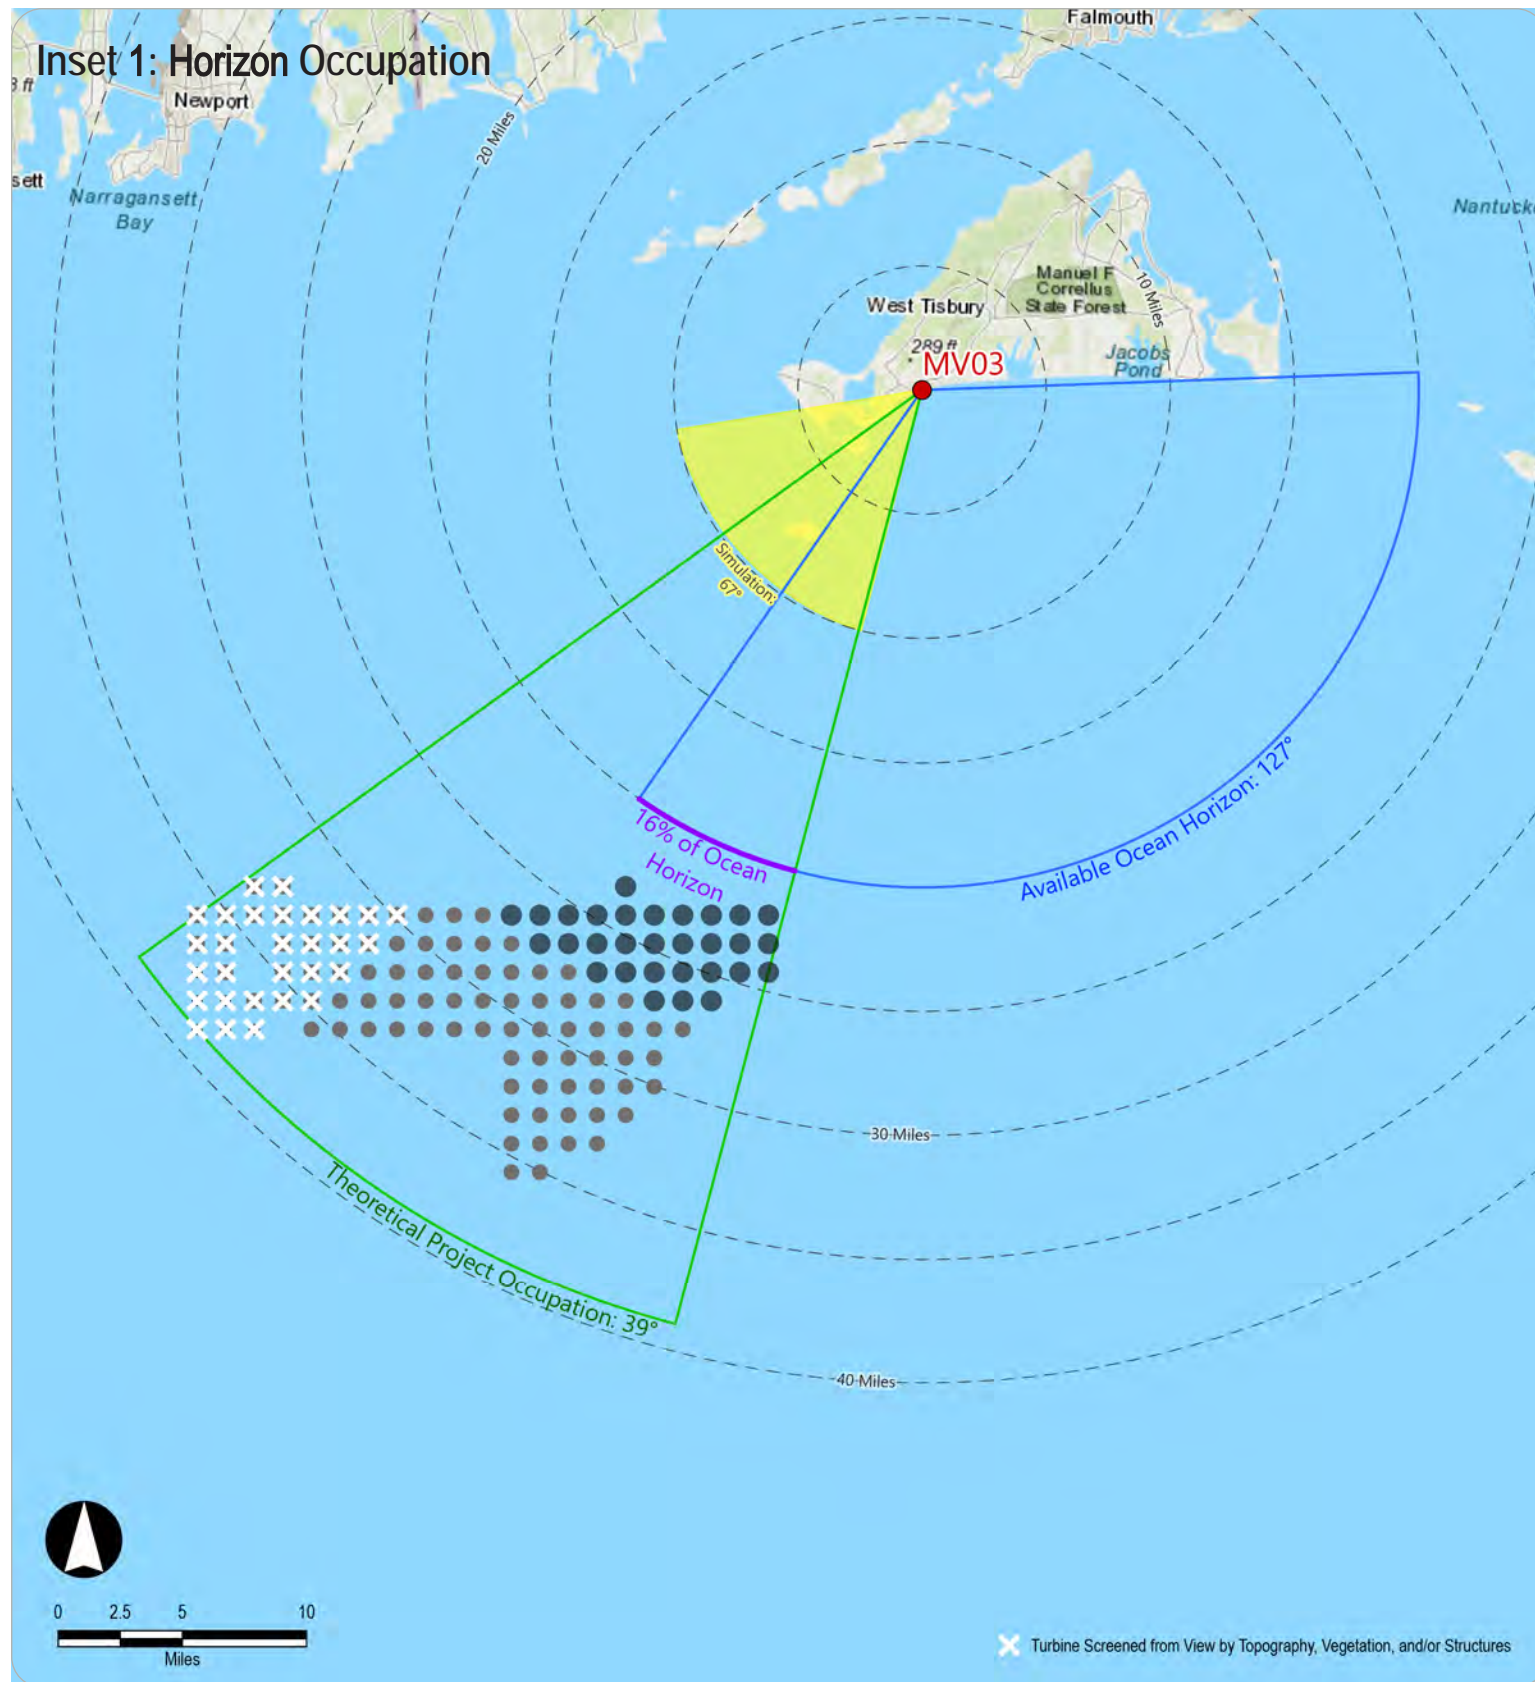 Falmouth
Inset 1: Horizon Occupation
3 ft
Newport
20 Miles
sett
Narragansett
Bay
Nantuck
Manuel F
Correllus
State Forest
10 Miles
West Tisbury
289 ft
Jacobs
Pond
MV03
Simulation:
67°
Available Ocean Horizon: 127°
16% of Ocean
Horizon
30 Miles
Theoretical Project Occupation: 39°
40 Miles
0 2.5 5 10
Miles
Turbine Screened from View by Topography, Vegetation, and/or Structures